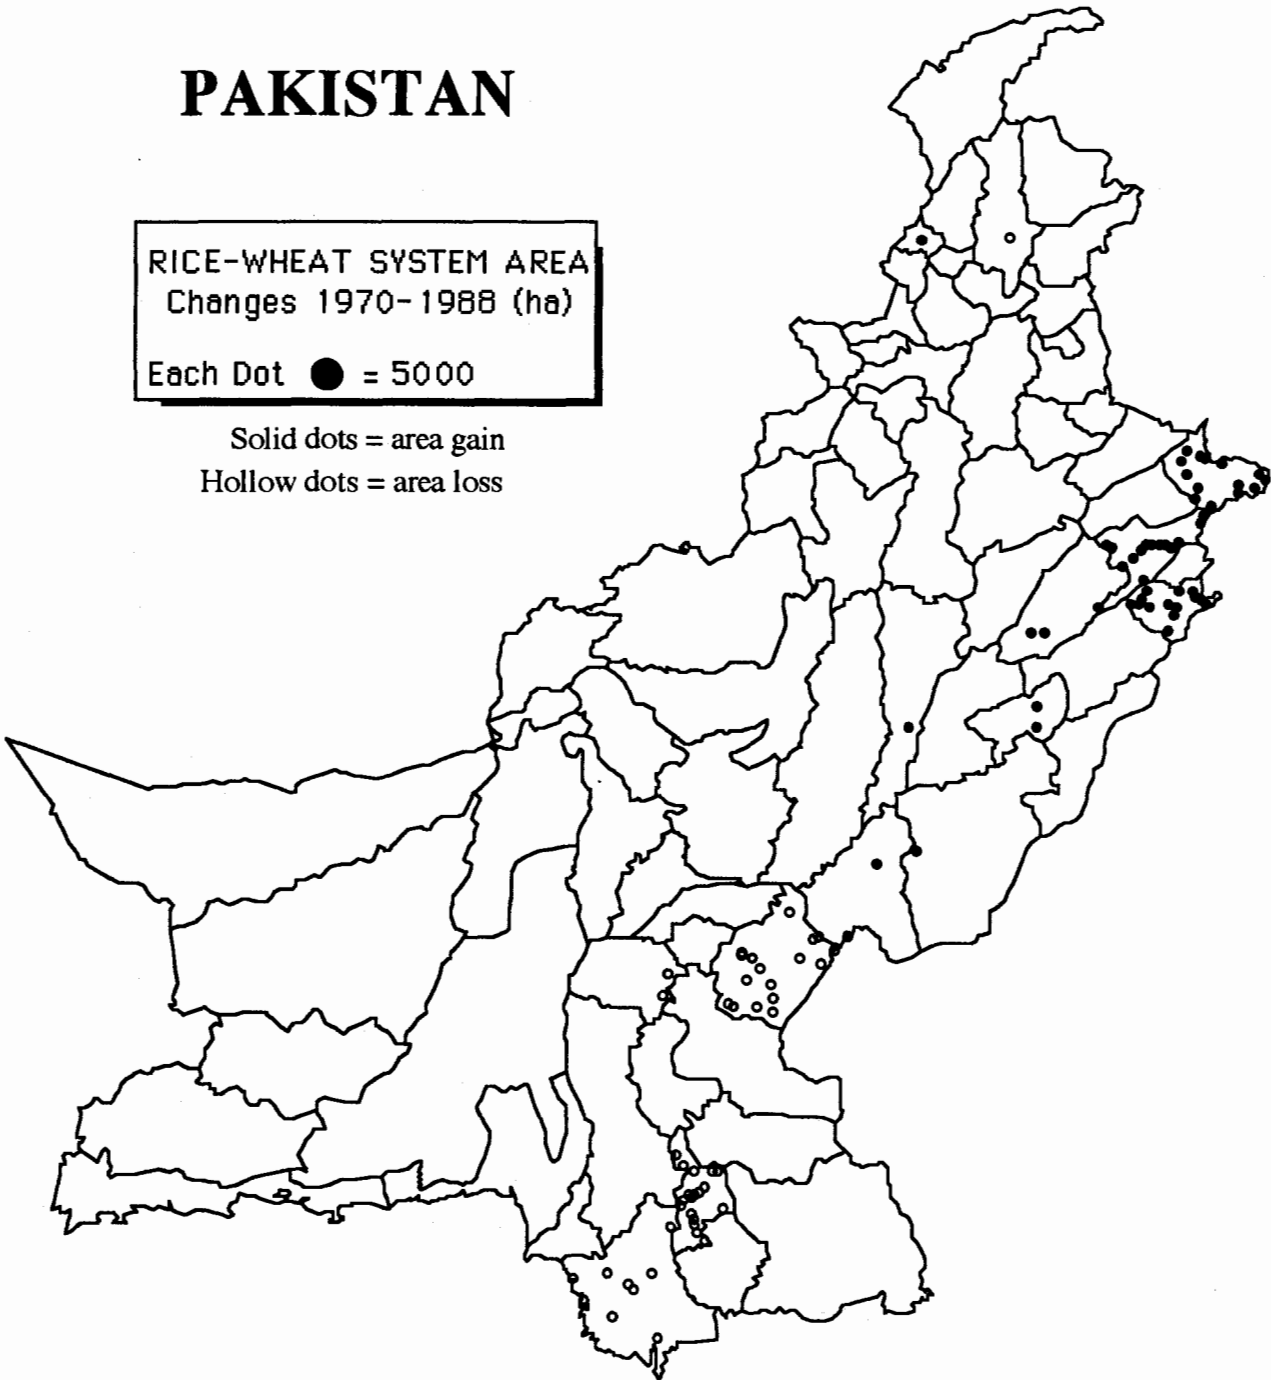 PAKISTAN
RICE-WHEAT SYSTEM AREA
Changes 1970-1988 (ha)
Each Dot ● = 5000
Solid dots = area gain
Hollow dots = area loss